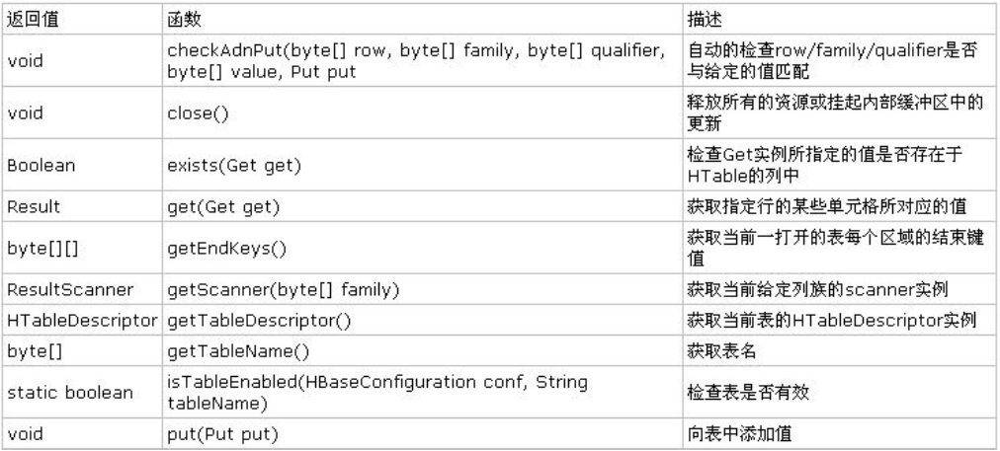 返回值 函数 描述
void checkAdnPut(byte[] row, byte[] family, byte[] qualifier, 自动的检查row/family/qualifier是否
byte[] value, Put put 与给定的值匹配
void close() 释放所有的资源或挂起内部缓冲区中的
更新
Boolean exists(Get get) 检查Get实例所指定的值是否存在于
HTable的列中
Result get(Get get) 获取指定行的某些单元格所对应的值
byte[][] getEndKeys() 获取当前一打开的表每个区域的结束键
值
ResultScanner getScanner(byte[] family) 获取当前给定列族的scanner实例
HTableDescriptor getTableDescriptor() 获取当前表的HTableDescriptor实例
byte[] getTableName() 获取表名
static boolean isTableEnabled(HBaseConfiguration conf, String 检查表是否有效
tableName)
void put(Put put) 向表中添加值